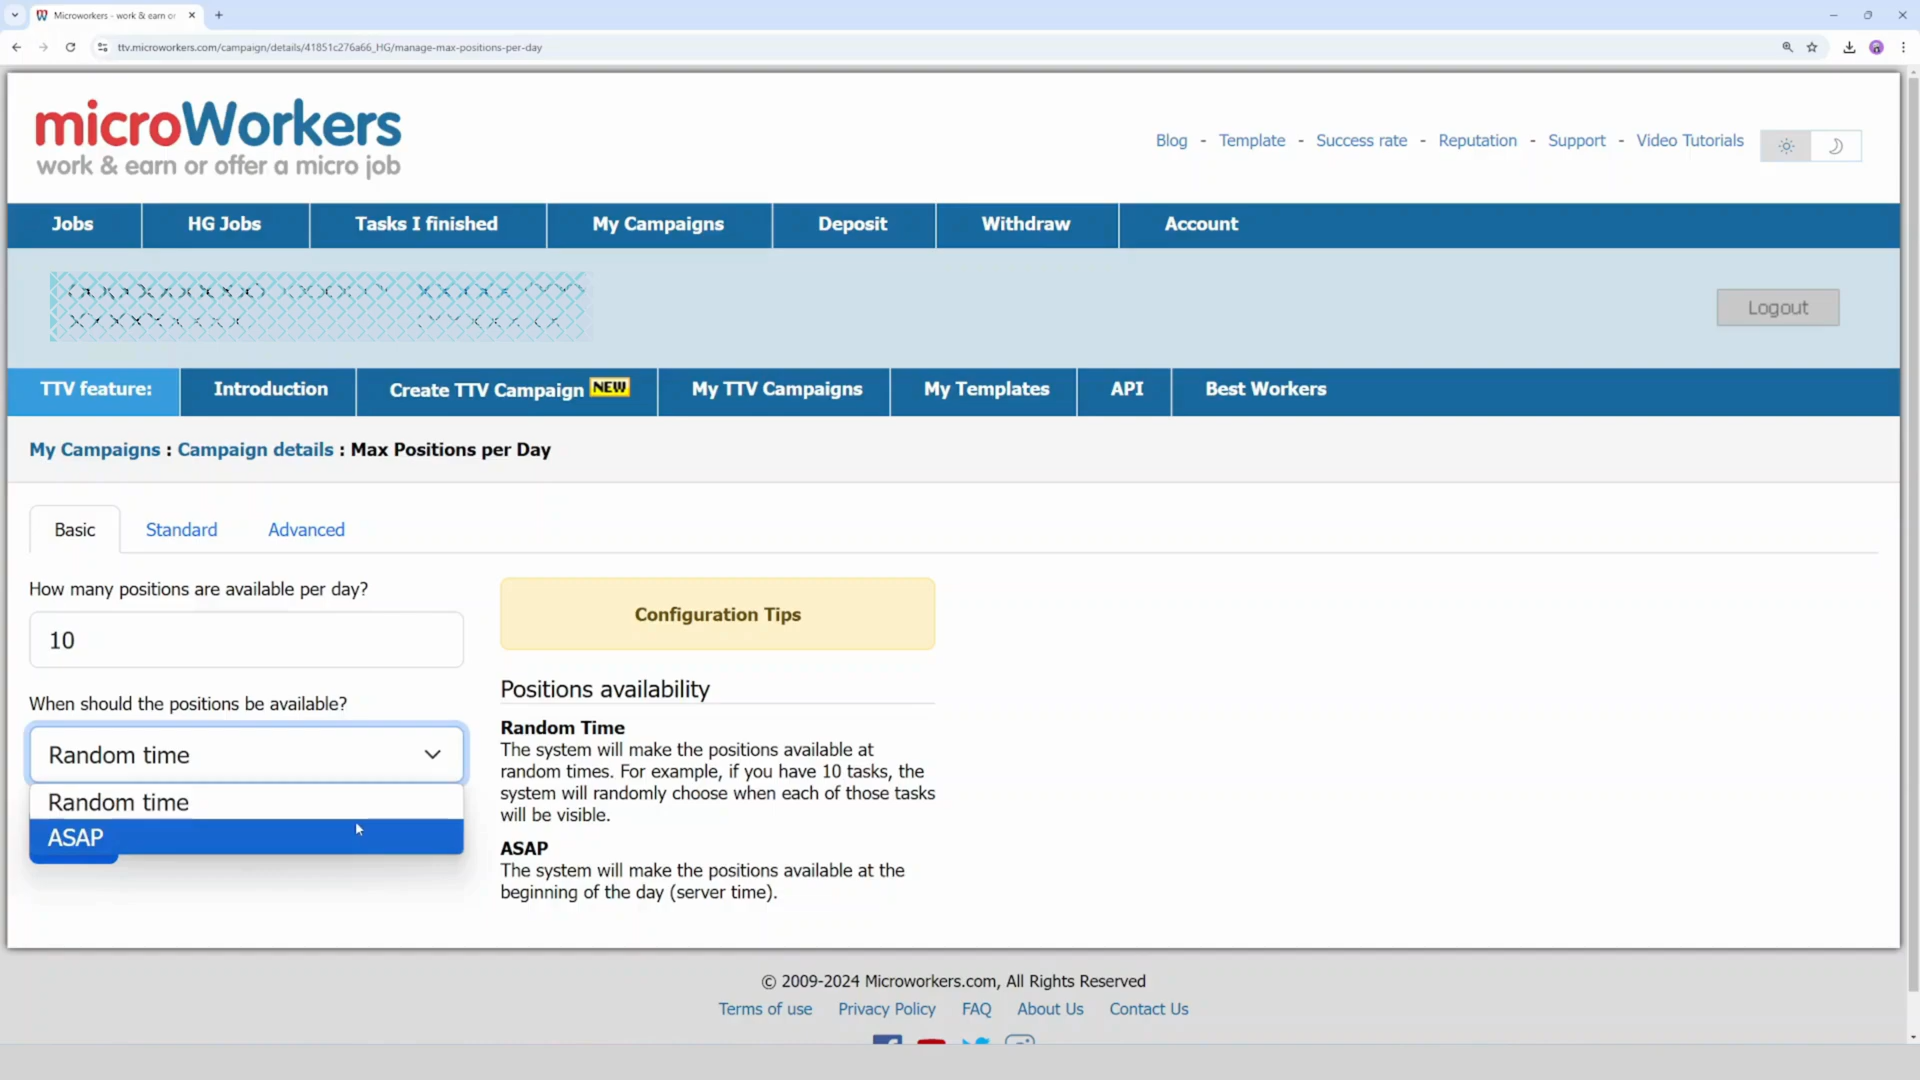 Microworkers - work & earn or
ttv.microworkers.com/campaign/details/41851c276a66_HG/manage-max-positions-per-day
microWorkers
work & earn or offer a micro job
Blog - Template - Success rate - Reputation - Support - Video Tutorials
Jobs HG Jobs Tasks I finished My Campaigns Deposit Withdraw Account
Logout
TTV feature: Introduction Create TTV Campaign NEW My TTV Campaigns My Templates API Best Workers
My Campaigns : Campaign details : Max Positions per Day
Basic Standard Advanced
How many positions are available per day?
10
When should the positions be available?
Random time
Random time
ASAP
Configuration Tips
Positions availability
Random Time
The system will make the positions available at
random times. For example, if you have 10 tasks, the
system will randomly choose when each of those tasks
will be visible.
ASAP
The system will make the positions available at the
beginning of the day (server time).
© 2009-2024 Microworkers.com, All Rights Reserved
Terms of use Privacy Policy FAQ About Us Contact Us